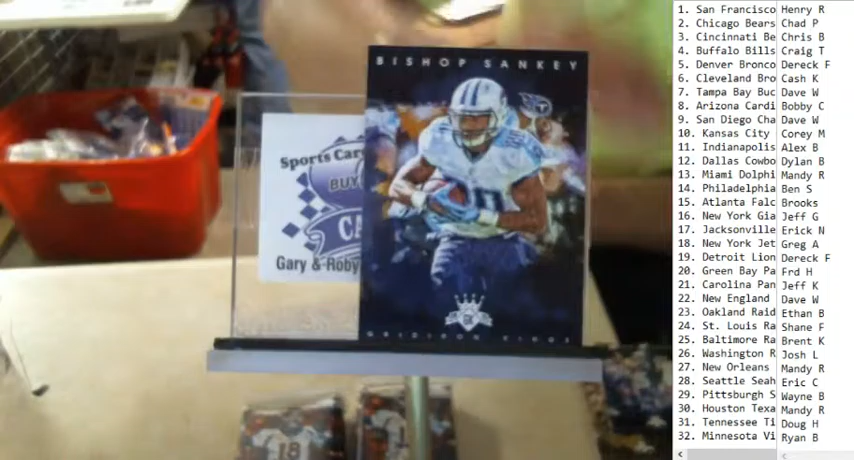 BISHOP SANKEY
Sports Car
BUY
CA
Gary & Roby
GRIDIRON KINGS
18
1. San Francisco Henry R
2. Chicago Bears Chad P
3. Cincinnati Be Chris B
4. Buffalo Bills Craig T
5. Denver Bronco Dereck F
6. Cleveland Bro Cash K
7. Tampa Bay Buc Dave W
8. Arizona Cardi Bobby C
9. San Diego Cha Dave W
10. Kansas City Corey M
11. Indianapolis Alex B
12. Dallas Cowbo Dylan B
13. Miami Dolphi Mandy R
14. Philadelphia Ben S
15. Atlanta Falc Brooks
16. New York Gia Jeff G
17. Jacksonville Erick N
18. New York Jet Greg A
19. Detroit Lion Dereck F
20. Green Bay Pa Frd H
21. Carolina Pan Jeff K
22. New England Dave W
23. Oakland Raid Ethan B
24. St. Louis Ra Shane F
25. Baltimore Ra Brent K
26. Washington R Josh L
27. New Orleans Mandy R
28. Seattle Seah Eric C
29. Pittsburgh S Wayne B
30. Houston Texa Mandy R
31. Tennessee Ti Doug H
32. Minnesota Vi Ryan B